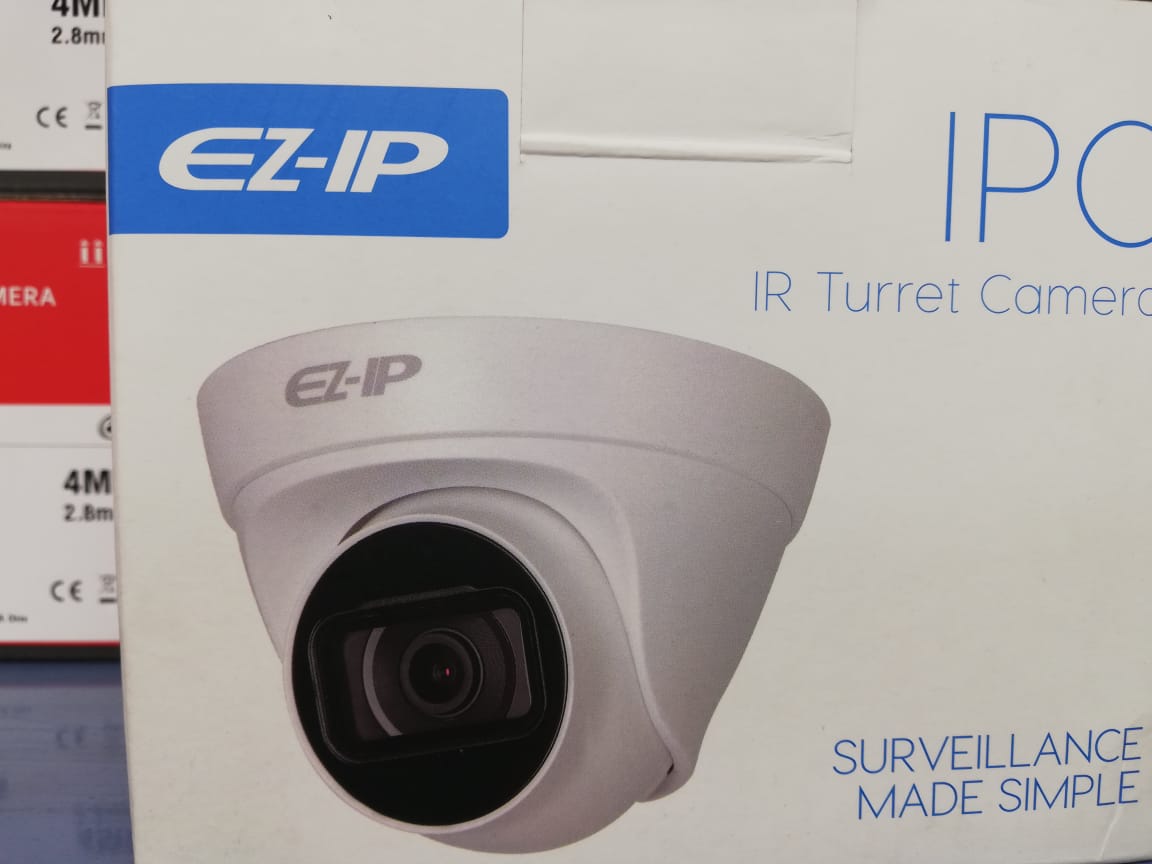 4M
2.8m
CE
EZ-IP
IPC
IR Turret Camera
MERA
EZ-IP
4M
2.8m
CE
SURVEILLANCE
MADE SIMPLE